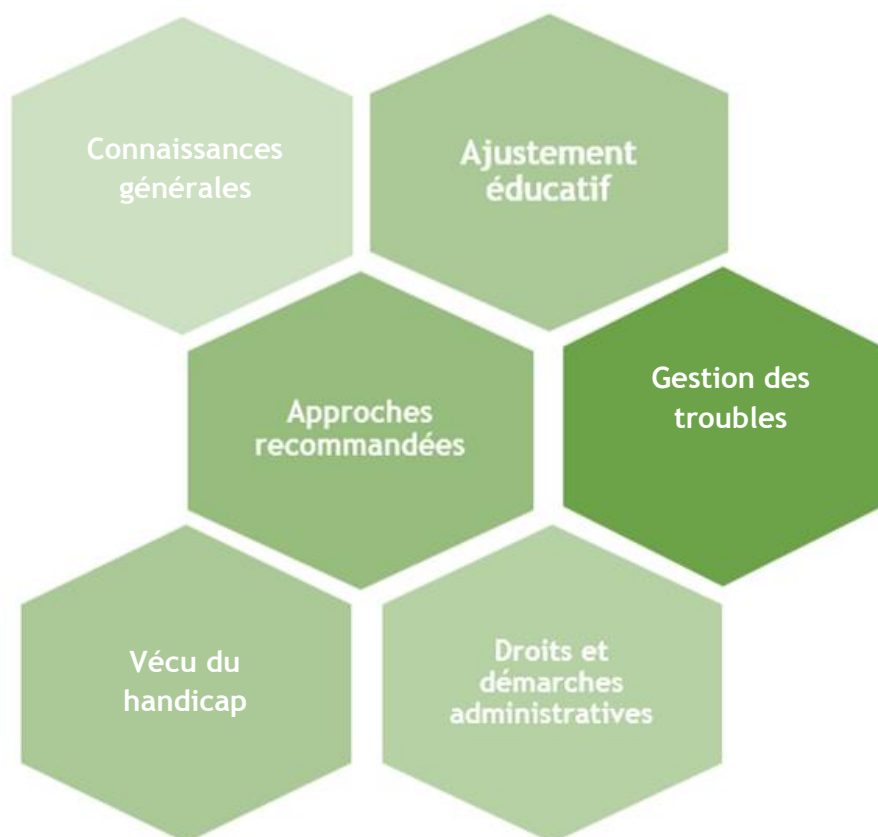 Connaissances
générales
Ajustement
éducatif
Approches
recommandées
Gestion des
troubles
Vécu du
handicap
Droits et
démarches
administratives